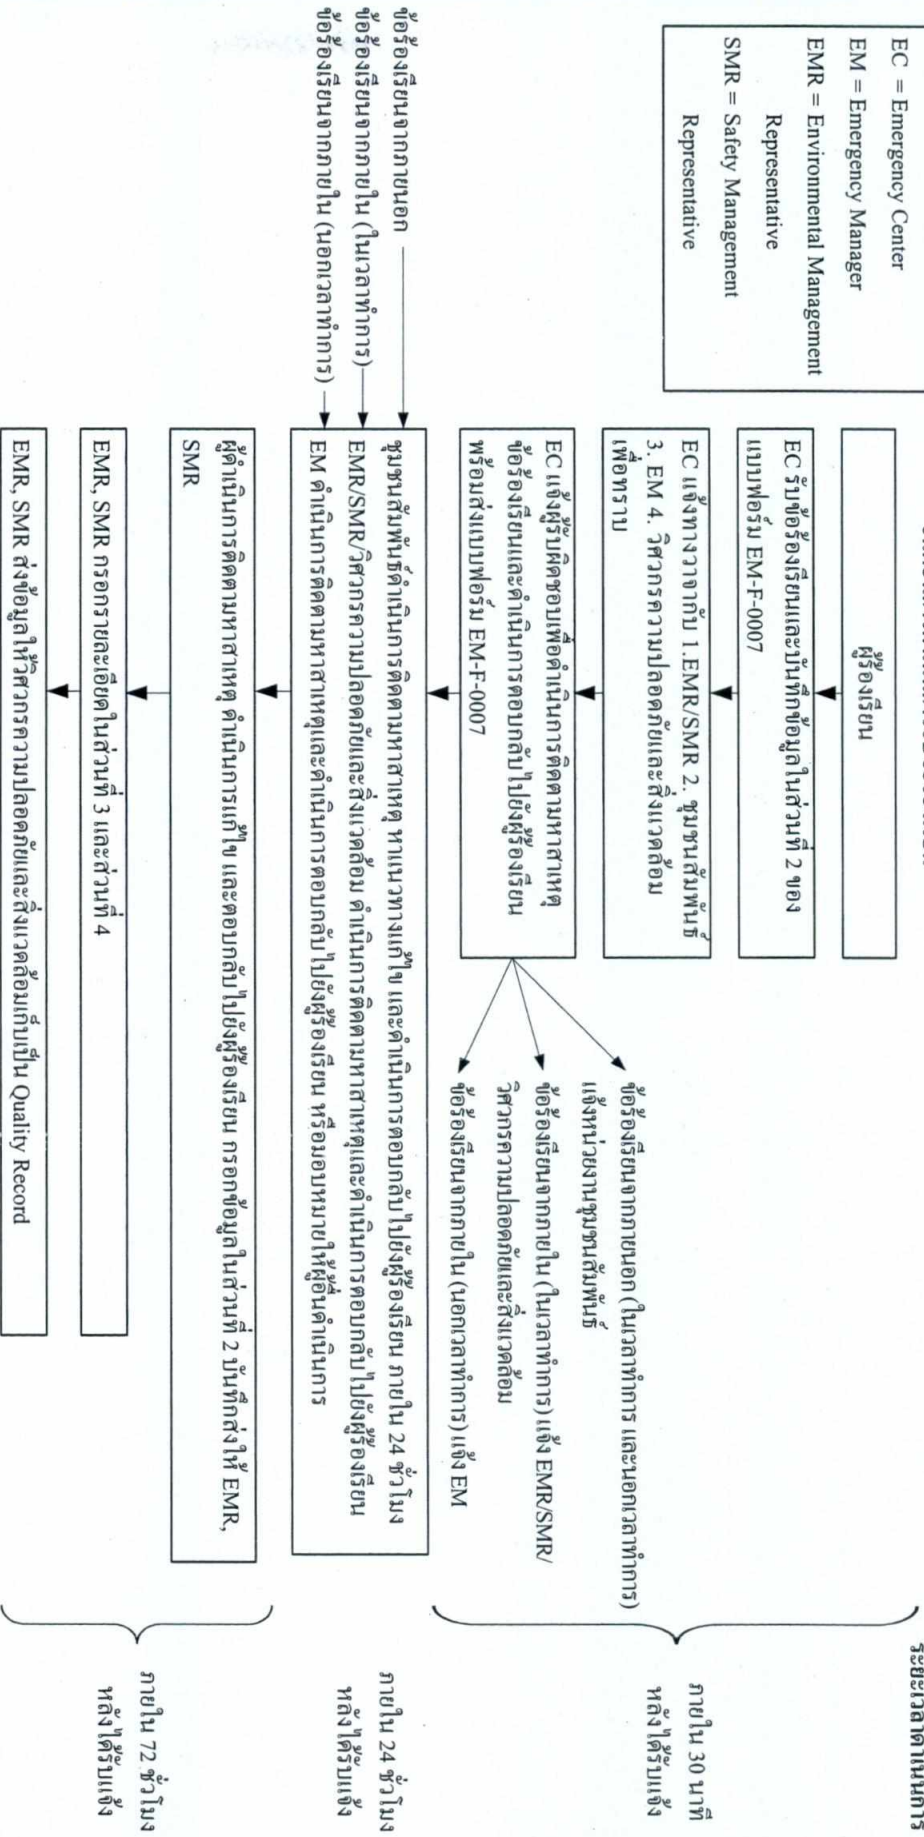 ระยะเวลาดำเนินการ
EC = Emergency Center
EM = Emergency Manager
EMR = Environmental Management
Representative
SMR = Safety Management
Representative
ผู้ร้องเรียน
EC รับข้อร้องเรียนและบันทึกข้อมูลในส่วนที่ 2 ของ
แบบฟอร์ม EM-F-0007
EC แจ้งทางวาจากับ 1.EMR/SMR 2. ชุมชนสัมพันธ์
3. EM 4. วิศวกรความปลอดภัยและสิ่งแวดล้อม
เพื่อทราบ
EC แจ้งผู้รับผิดชอบเพื่อดำเนินการติดตามหาสาเหตุ
ข้อร้องเรียนและดำเนินการตอบกลับไปยังผู้ร้องเรียน
พร้อมส่งแบบฟอร์ม EM-F-0007
ข้อร้องเรียนจากภายนอก (ในเวลาทำการ และนอกเวลาทำการ)
แจ้งหน่วยงานชุมชนสัมพันธ์
ข้อร้องเรียนจากภายใน (ในเวลาทำการ) แจ้ง EMR/SMR/
วิศวกรความปลอดภัยและสิ่งแวดล้อม
ข้อร้องเรียนจากภายใน (นอกเวลาทำการ) แจ้ง EM
ภายใน 30 นาที
หลังได้รับแจ้ง
ข้อร้องเรียนจากภายนอก
ข้อร้องเรียนจากภายใน (ในเวลาทำการ)
ข้อร้องเรียนจากภายใน (นอกเวลาทำการ)
ชุมชนสัมพันธ์ดำเนินการติดตามหาสาเหตุ หาแนวทางแก้ไข และดำเนินการตอบกลับไปยังผู้ร้องเรียน ภายใน 24 ชั่วโมง
EMR/SMR/วิศวกรความปลอดภัยและสิ่งแวดล้อม ดำเนินการติดตามหาสาเหตุและดำเนินการตอบกลับไปยังผู้ร้องเรียน
EM ดำเนินการติดตามหาสาเหตุและดำเนินการตอบกลับไปยังผู้ร้องเรียน หรือมอบหมายให้ผู้อื่นดำเนินการ
ภายใน 24 ชั่วโมง
หลังได้รับแจ้ง
ผู้ดำเนินการติดตามหาสาเหตุ ดำเนินการแก้ไข และตอบกลับไปยังผู้ร้องเรียน กรอกข้อมูลในส่วนที่ 2 บันทึกส่งให้ EMR,
SMR
EMR, SMR กรอกรายละเอียดในส่วนที่ 3 และส่วนที่ 4
EMR, SMR ส่งข้อมูลให้วิศวกรความปลอดภัยและสิ่งแวดล้อมเก็บเป็น Quality Record
ภายใน 72 ชั่วโมง
หลังได้รับแจ้ง